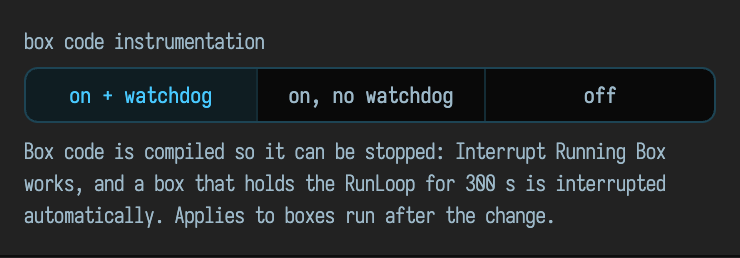 box code instrumentation
on + watchdog on, no watchdog off
Box code is compiled so it can be stopped: Interrupt Running Box
works, and a box that holds the RunLoop for 300 s is interrupted
automatically. Applies to boxes run after the change.